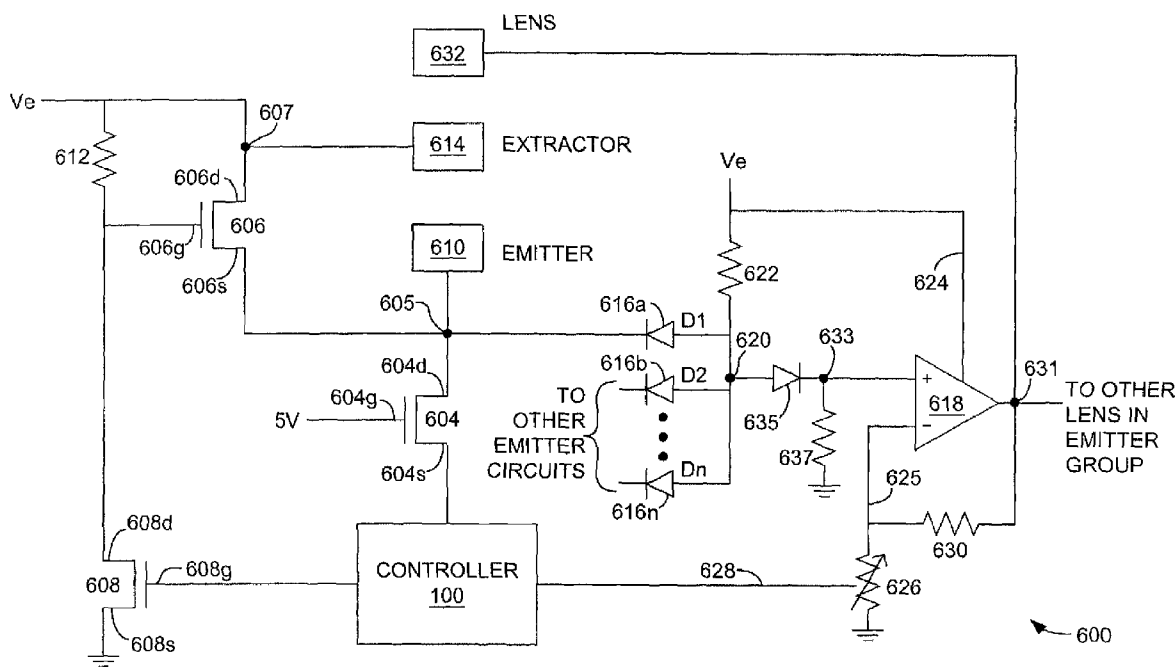 LENS
632
Ve
607
612
614
EXTRACTOR
606d
606
606g
606s
Ve
610
EMITTER
622
624
605
616a
D1
620
633
616b
D2
604d
604g
5V
604
604s
TO
OTHER
EMITTER
CIRCUITS
Dn
616n
635
637
+
618
−
631
TO OTHER
LENS IN
EMITTER
GROUP
625
630
608d
608
608g
608s
CONTROLLER
100
628
626
600